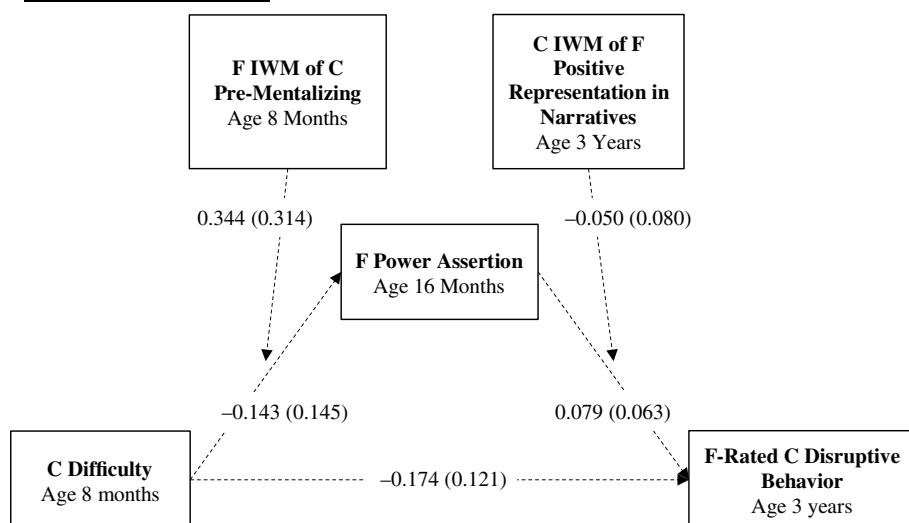 F IWM of C
Pre-Mentalizing
Age 8 Months
C IWM of F
Positive
Representation in
Narratives
Age 3 Years
0.344 (0.314)
–0.050 (0.080)
F Power Assertion
Age 16 Months
–0.143 (0.145)
0.079 (0.063)
C Difficulty
Age 8 months
–0.174 (0.121)
F-Rated C Disruptive
Behavior
Age 3 years